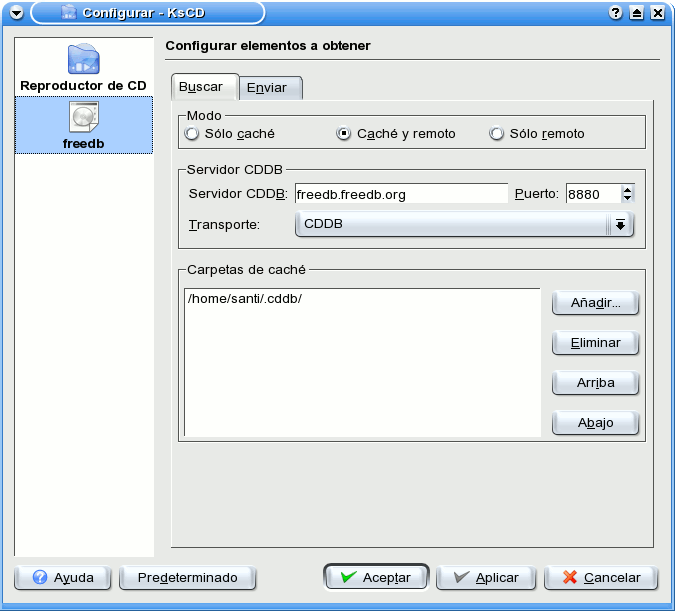 Configurar - KsCD
Configurar elementos a obtener
Reproductor de CD
freedb
Buscar
Enviar
Modo
Sólo caché
Caché y remoto
Sólo remoto
Servidor CDDB
Servidor CDDB:
freedb.freedb.org
Puerto:
8880
Transporte:
CDDB
Carpetas de caché
/home/santi/.cddb/
Añadir...
Eliminar
Arriba
Abajo
Ayuda
Predeterminado
Aceptar
Aplicar
Cancelar